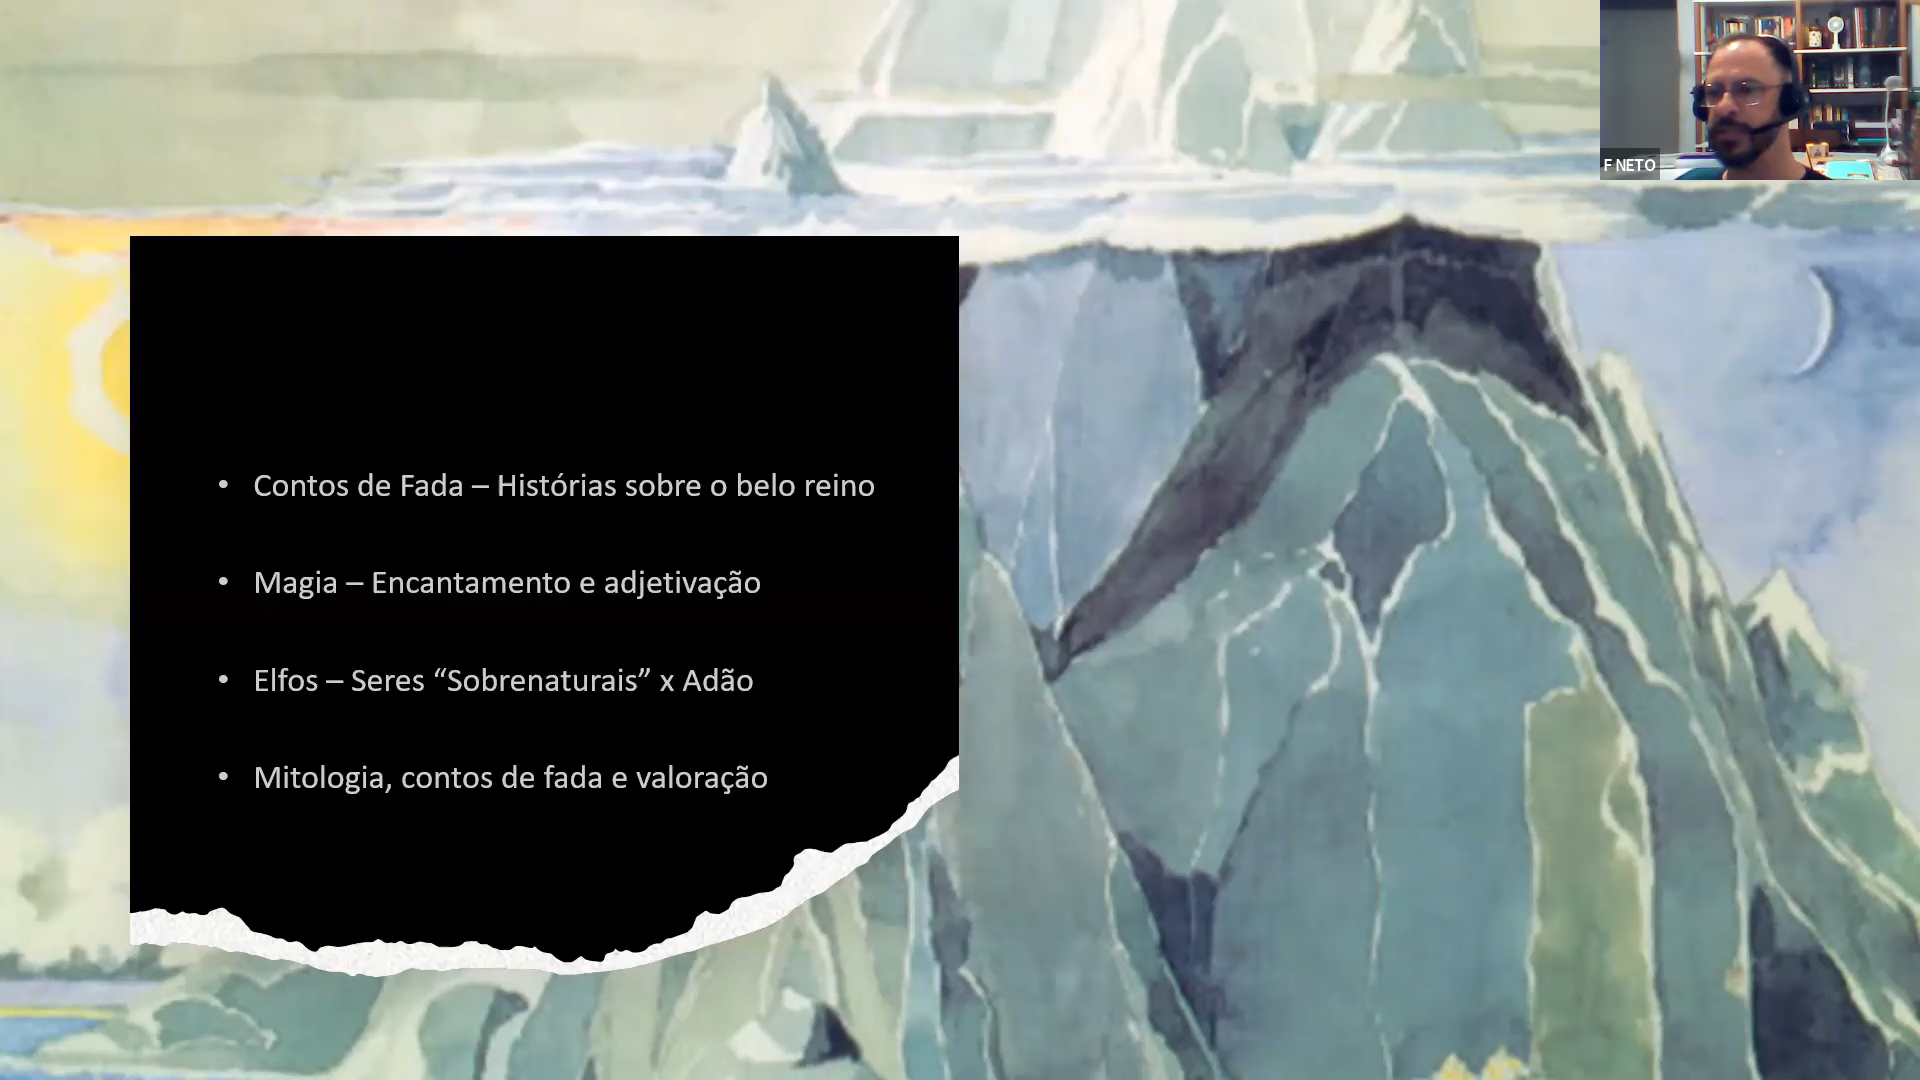 F NETO
• Contos de Fada – Histórias sobre o belo reino
• Magia – Encantamento e adjetivação
• Elfos – Seres “Sobrenaturais” x Adão
• Mitologia, contos de fada e valoração